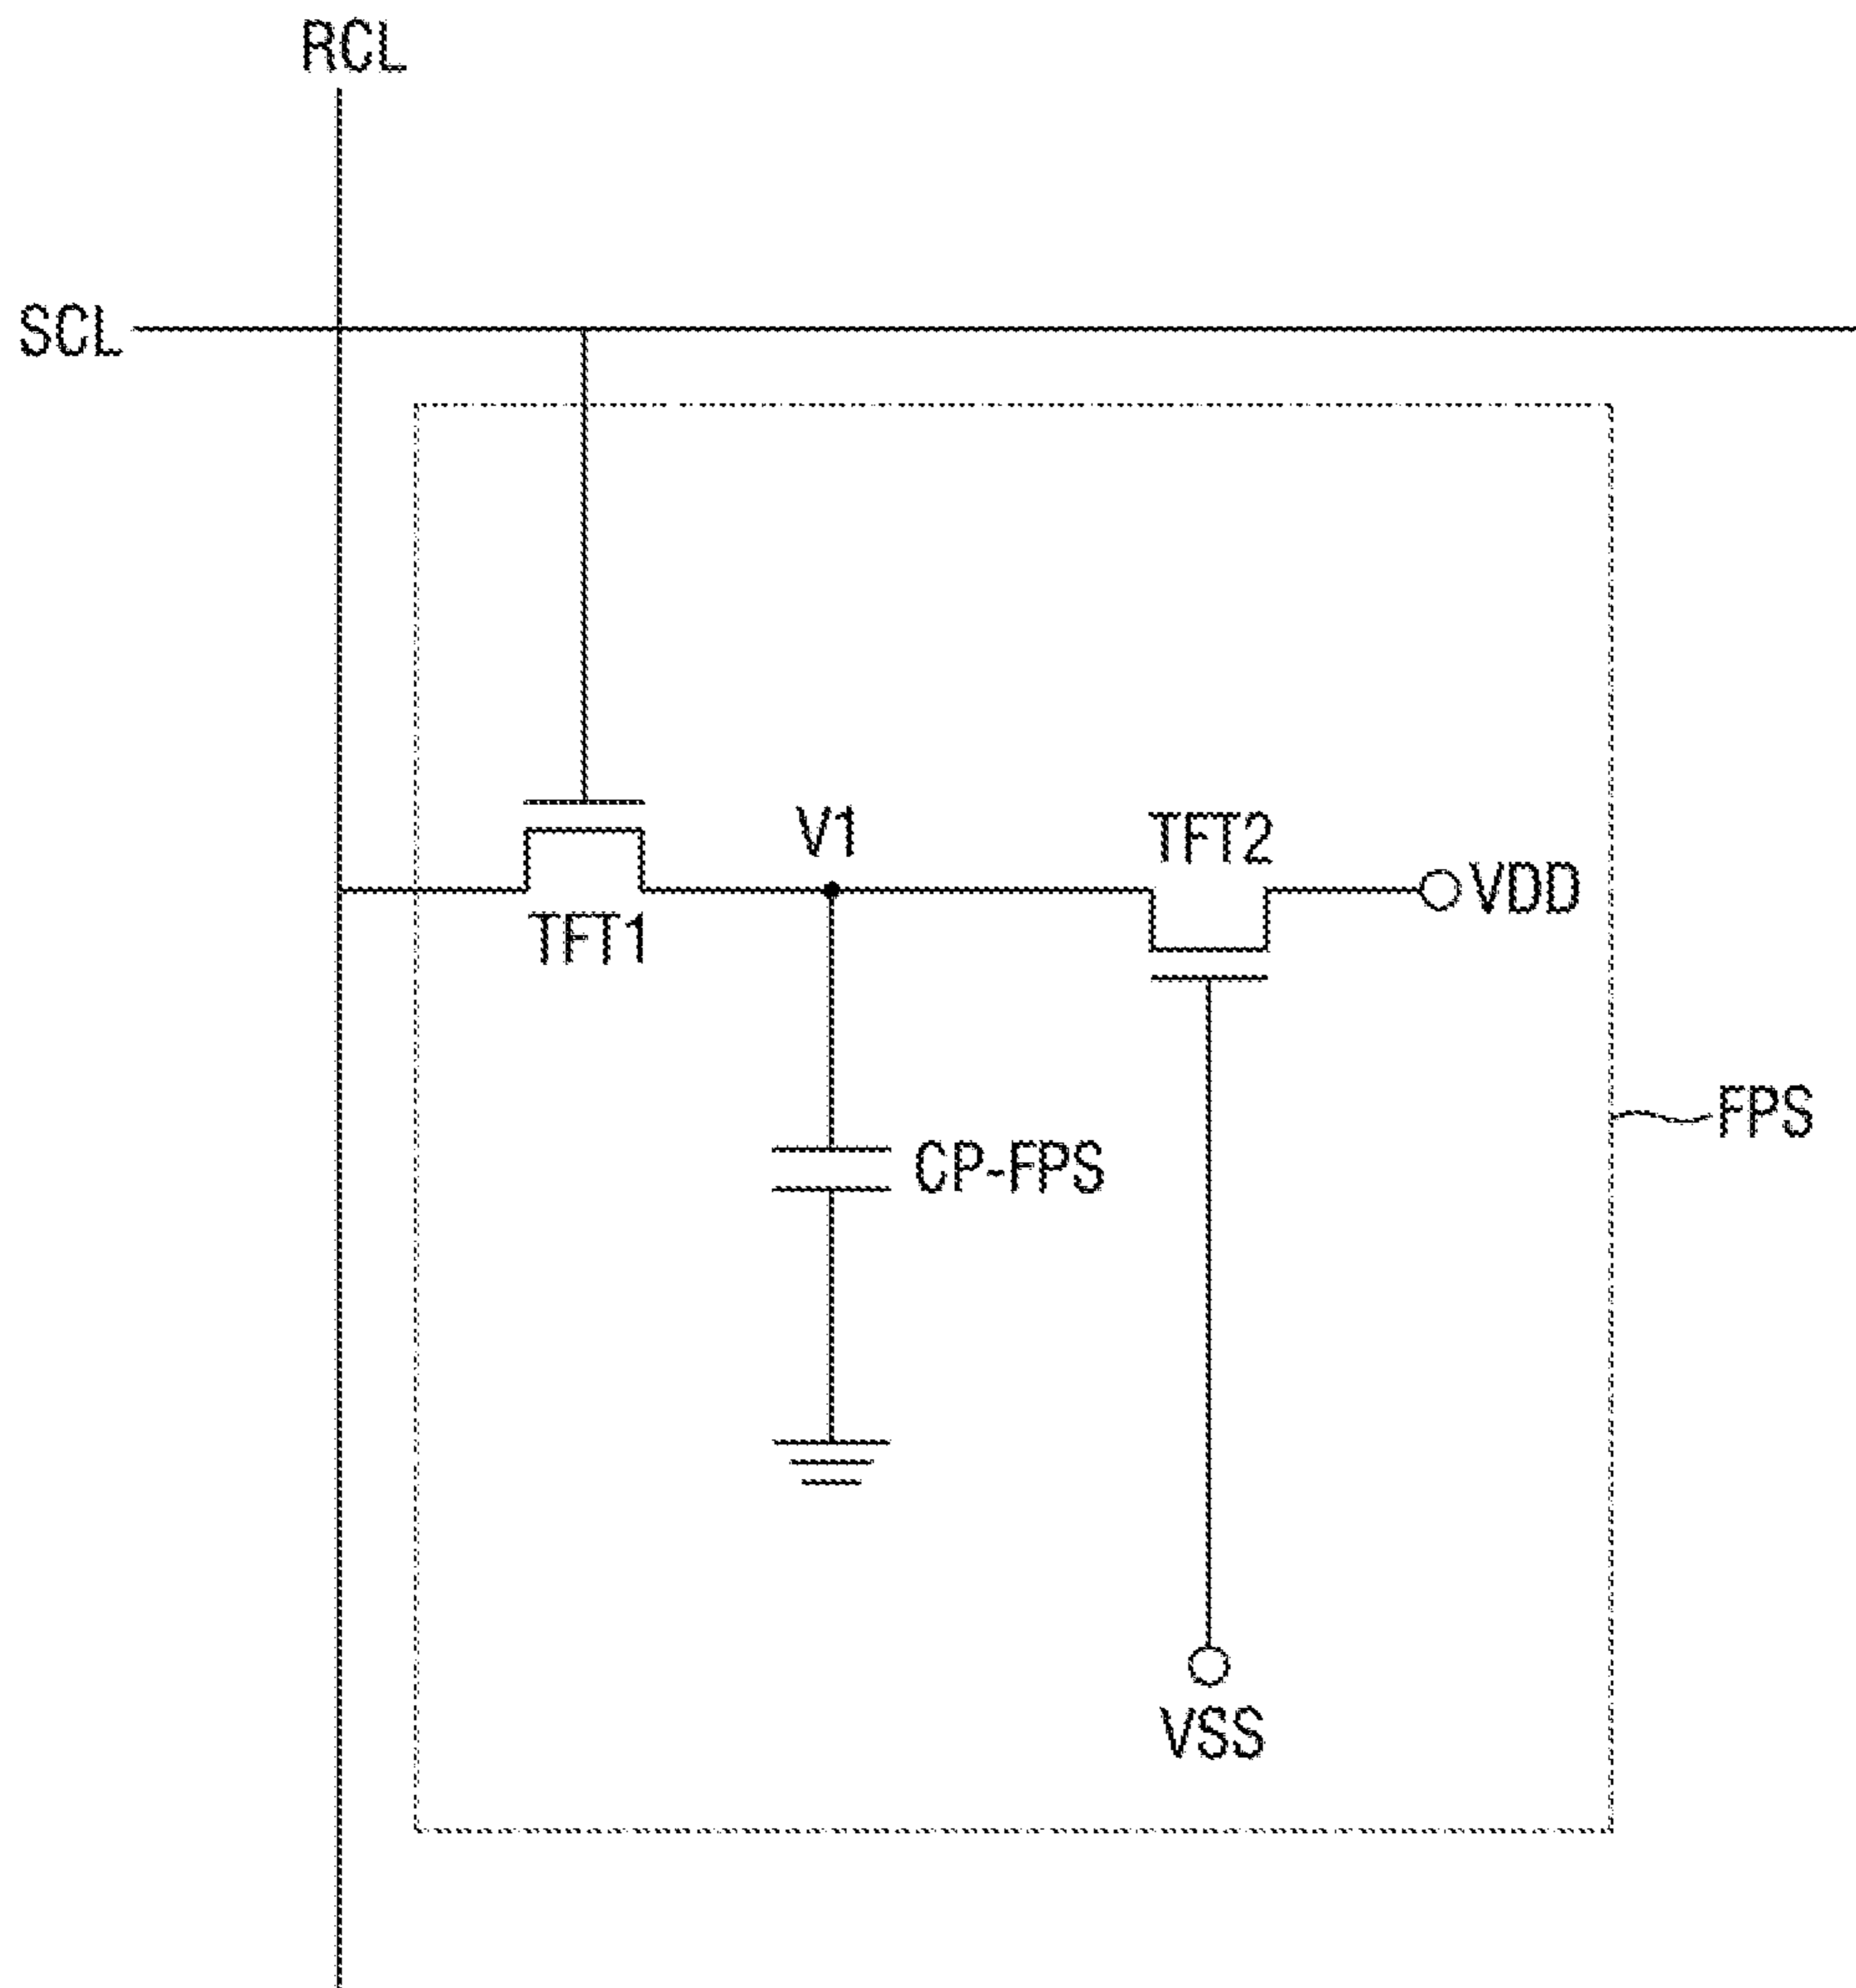 RCL
SCL
V1
TFT2
VDD
TFT1
FPS
CP-FPS
VSS